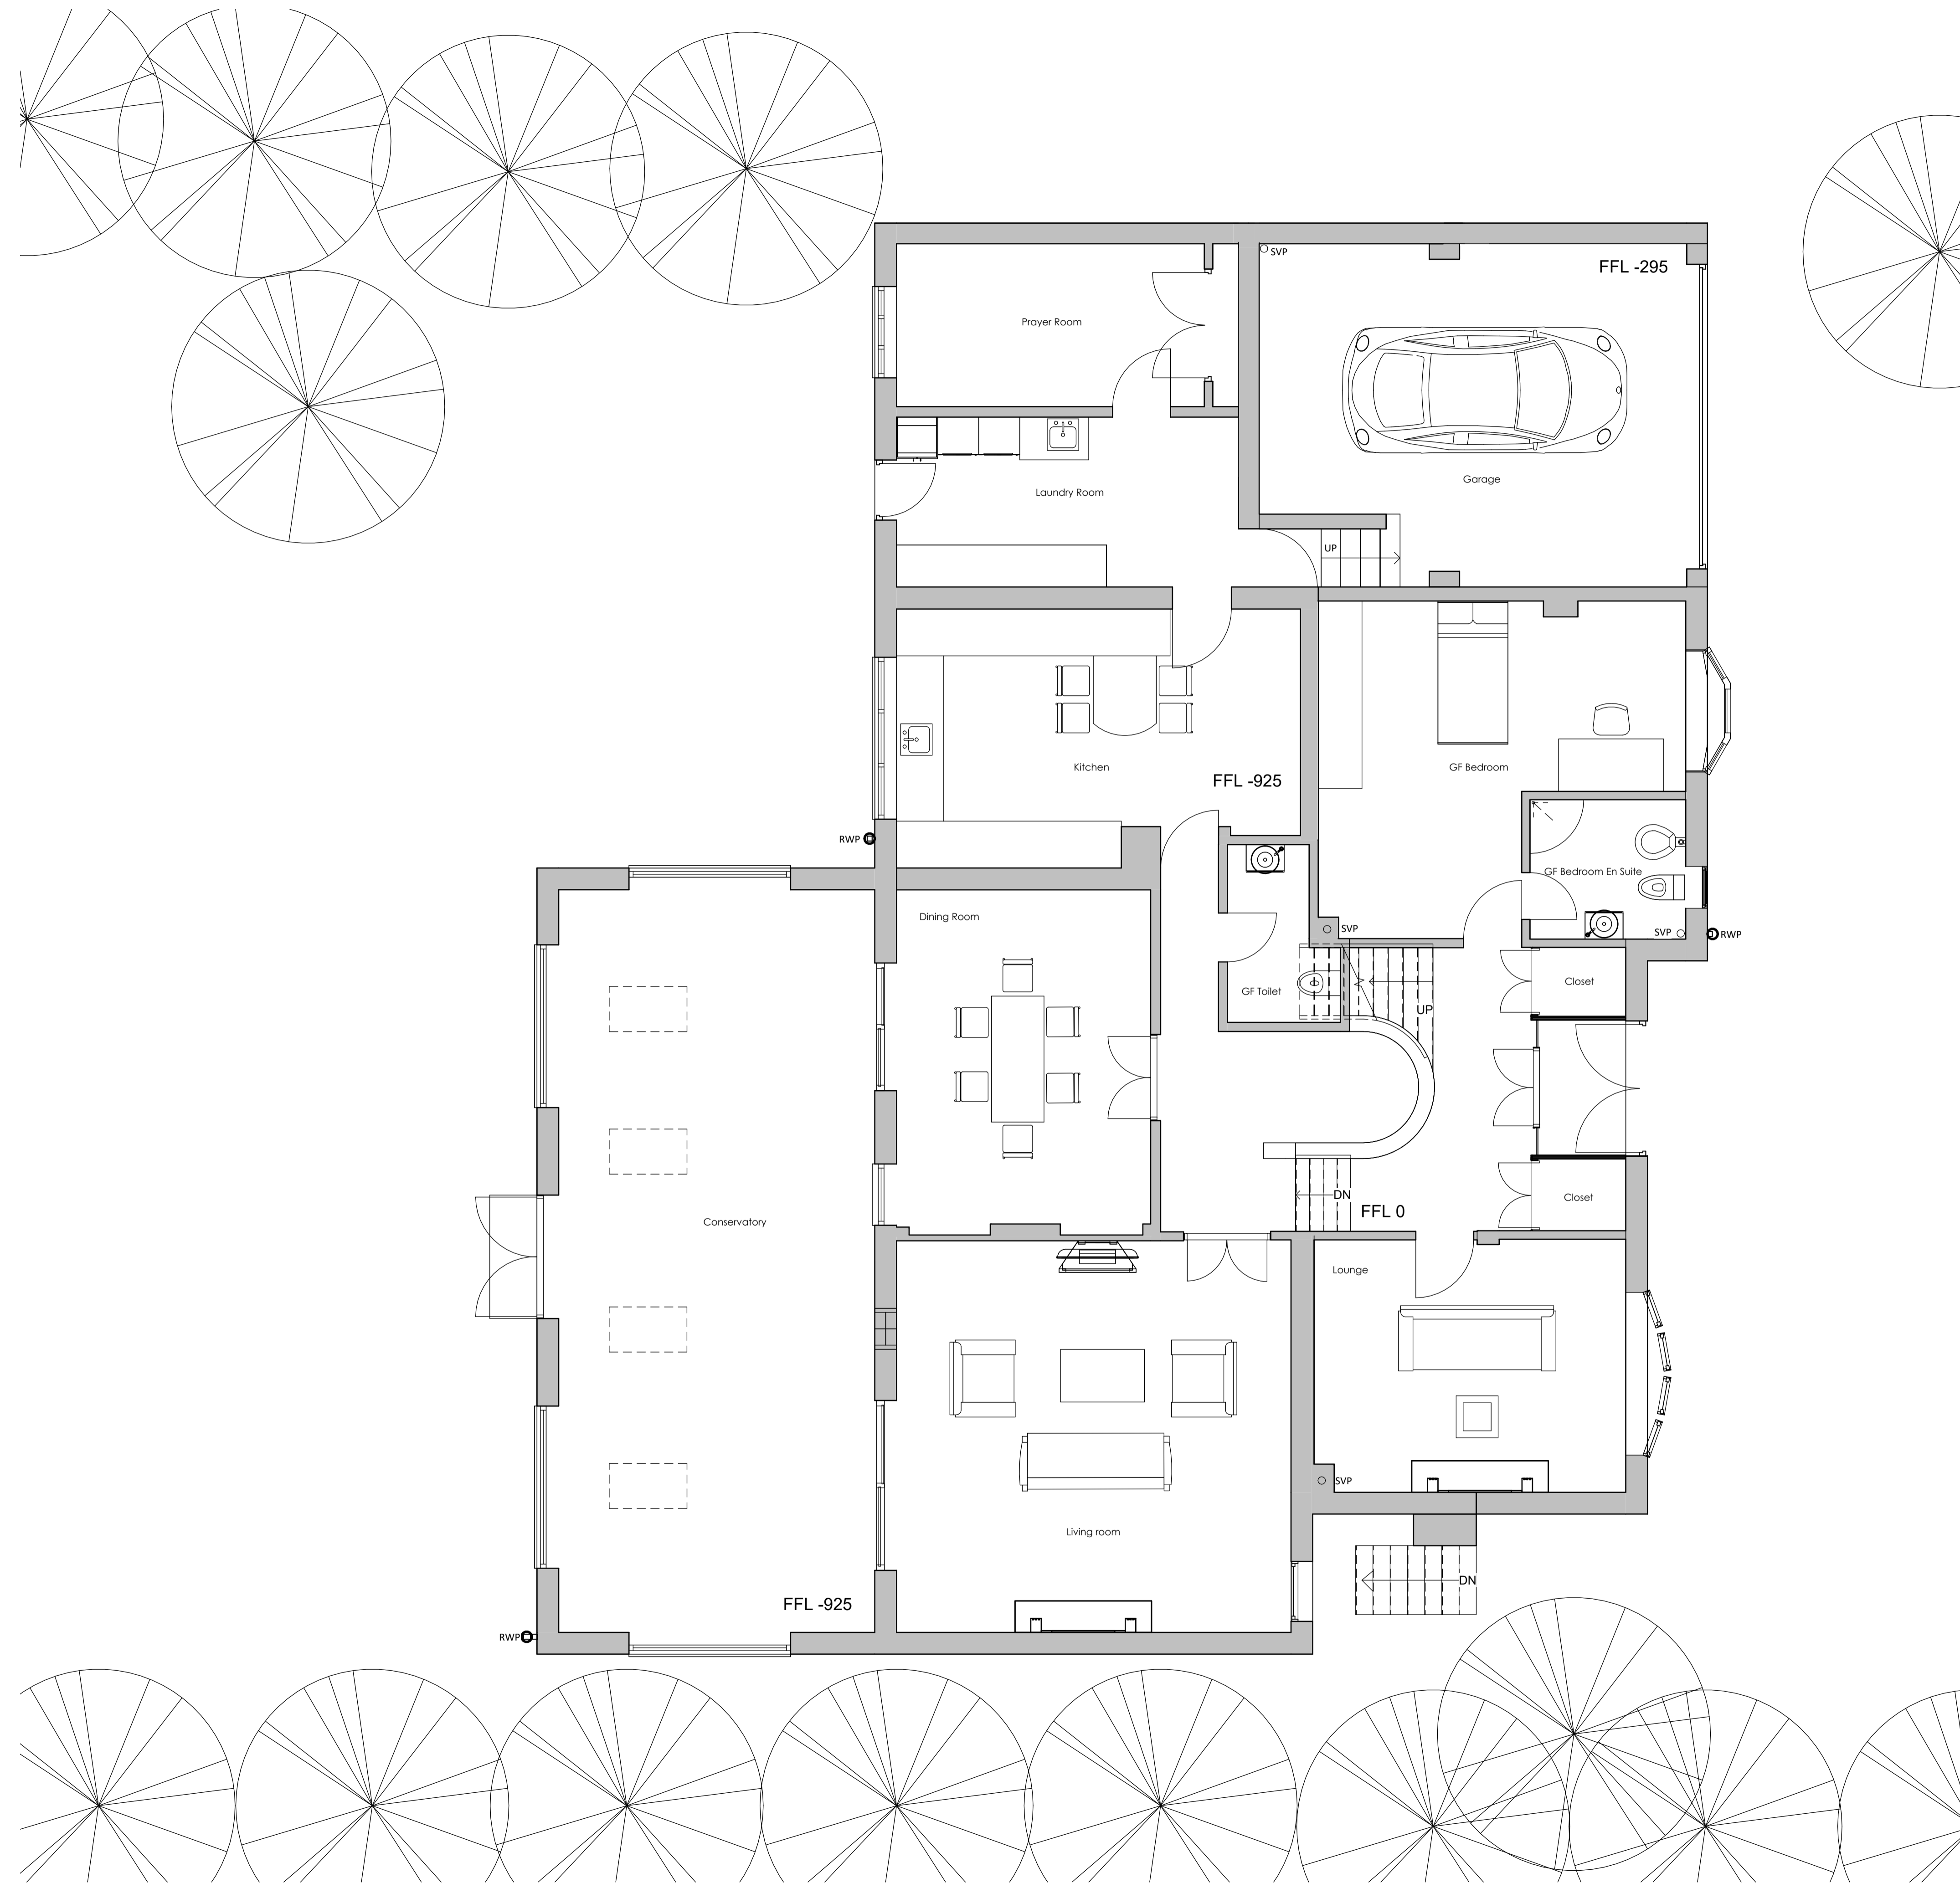 SVP
FFL -295
Prayer Room
Garage
Laundry Room
UP
Kitchen
FFL -925
GF Bedroom
RWP
GF Bedroom En Suite
Dining Room
SVP
SVP
RWP
Closet
GF Toilet
UP
Closet
DN
FFL 0
Conservatory
Lounge
SVP
Living room
DN
FFL -925
RWP